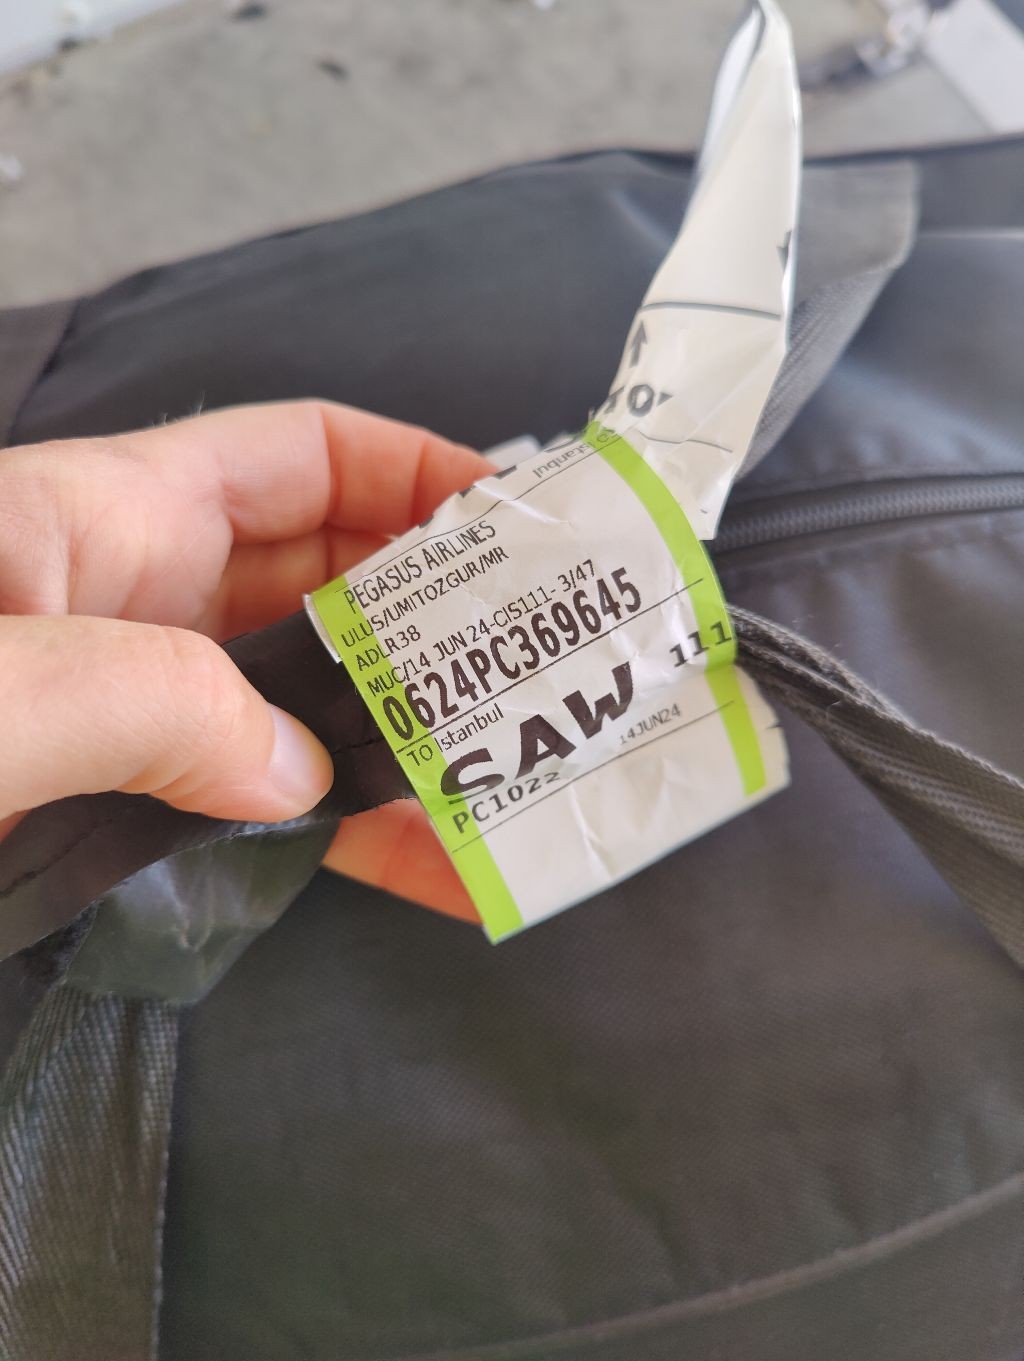 Istanbul
PEGASUS AIRLINES
ULUS/UMITOZGUR/MR
ADLR38
MUC/14 JUN 24-CIS111- 3/47
0624PC369645
TO Istanbul
SAW 111
PC1022 14JUN24